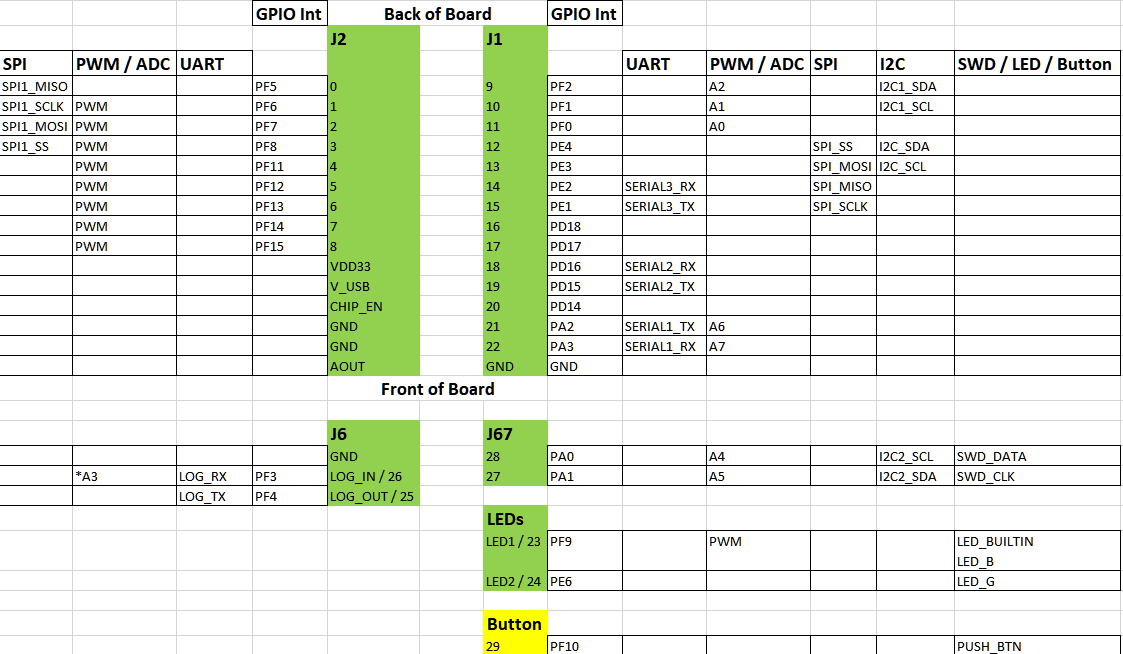 GPIO Int Back of Board GPIO Int
J2 J1
SPI PWM / ADC UART UART PWM / ADC SPI I2C SWD / LED / Button
SPI1_MISO PF5 0 9 PF2 A2 I2C1_SDA
SPI1_SCLK PWM PF6 1 10 PF1 A1 I2C1_SCL
SPI1_MOSI PWM PF7 2 11 PF0 A0
SPI1_SS PWM PF8 3 12 PE4 SPI_SS I2C_SDA
PWM PF11 4 13 PE3 SPI_MOSI I2C_SCL
PWM PF12 5 14 PE2 SERIAL3_RX SPI_MISO
PWM PF13 6 15 PE1 SERIAL3_TX SPI_SCLK
PWM PF14 7 16 PD18
PWM PF15 8 17 PD17
VDD33 18 PD16 SERIAL2_RX
V_USB 19 PD15 SERIAL2_TX
CHIP_EN 20 PD14
GND 21 PA2 SERIAL1_TX A6
GND 22 PA3 SERIAL1_RX A7
AOUT GND GND
Front of Board
J6 J67
GND 28 PA0 A4 I2C2_SCL SWD_DATA
*A3 LOG_RX PF3 LOG_IN / 26 27 PA1 A5 I2C2_SDA SWD_CLK
LOG_TX PF4 LOG_OUT / 25
LEDs
LED1 / 23 PF9 PWM LED_BUILTIN
LED_B
LED2 / 24 PE6 LED_G
Button
29 PF10 PUSH_BTN